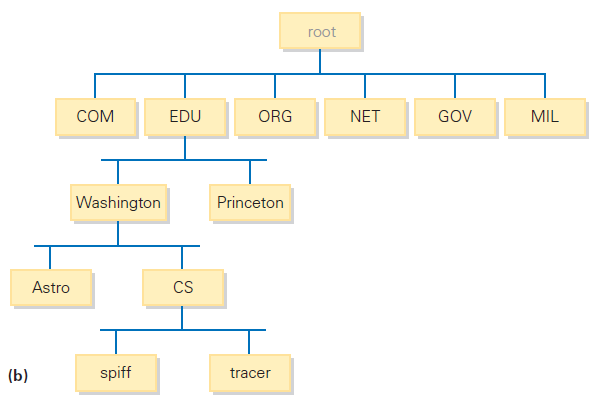 root
COM EDU ORG NET GOV MIL
Washington Princeton
Astro CS
(b) spiff tracer